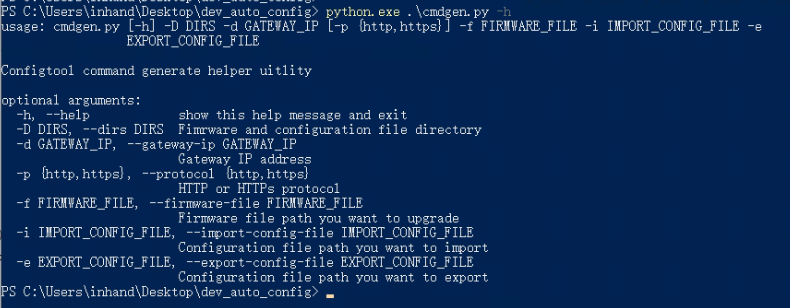 PS C:\Users\inhand\Desktop\dev_auto_config> python.exe .\cmdgen.py -h
usage: cmdgen.py [-h] -D DIRS -d GATEWAY_IP [-p {http,https}] -f FIRMWARE_FILE -i IMPORT_CONFIG_FILE -e
EXPORT_CONFIG_FILE
Configtool command generate helper uitlity
optional arguments:
-h, --help show this help message and exit
-D DIRS, --dirs DIRS Fimrware and configuration file directory
-d GATEWAY_IP, --gateway-ip GATEWAY_IP
Gateway IP address
-p {http,https}, --protocol {http,https}
HTTP or HTTPs protocol
-f FIRMWARE_FILE, --firmware-file FIRMWARE_FILE
Firmware file path you want to upgrade
-i IMPORT_CONFIG_FILE, --import-config-file IMPORT_CONFIG_FILE
Configuration file path you want to import
-e EXPORT_CONFIG_FILE, --export-config-file EXPORT_CONFIG_FILE
Configuration file path you want to export
PS C:\Users\inhand\Desktop\dev_auto_config>